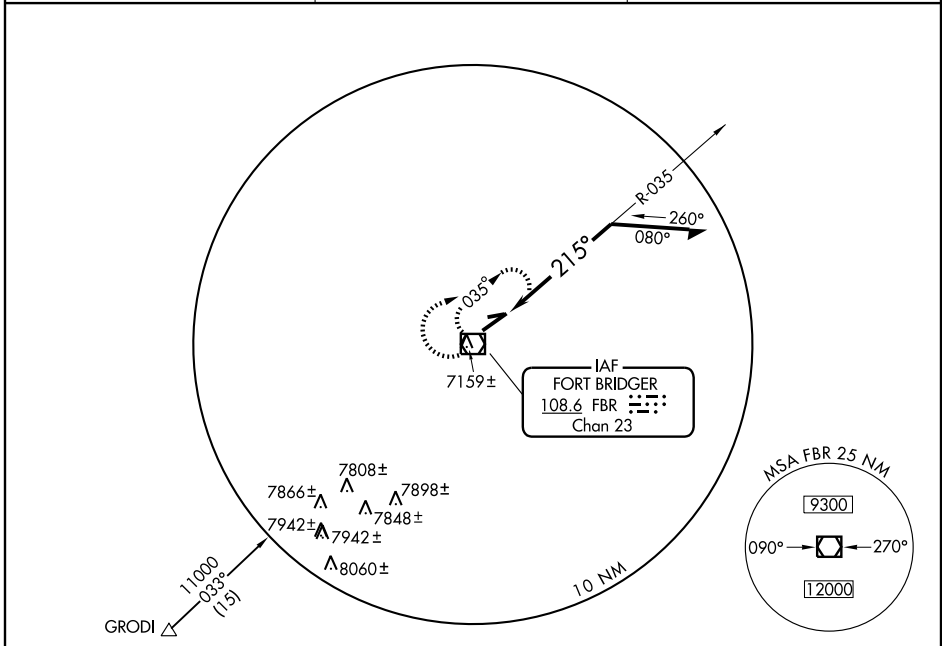 R-035
260°
080°
215°
035°
7159±
IAF
FORT BRIDGER
108.6 FBR
Chan 23
7808±
7866±
7898±
7848±
7942±
7942±
8060±
11000
033°
(15)
GRODI
10 NM
MSA FBR 25 NM
9300
090°
270°
12000